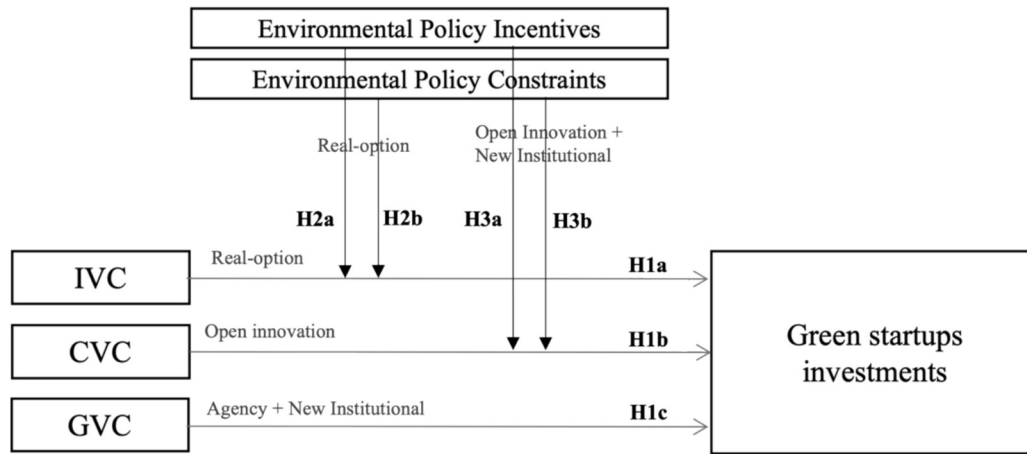 Environmental Policy Incentives
Environmental Policy Constraints
Real-option
Open Innovation +
New Institutional
H2a
H2b
H3a
H3b
IVC
Real-option
H1a
CVC
Open innovation
H1b
GVC
Agency + New Institutional
H1c
Green startups
investments